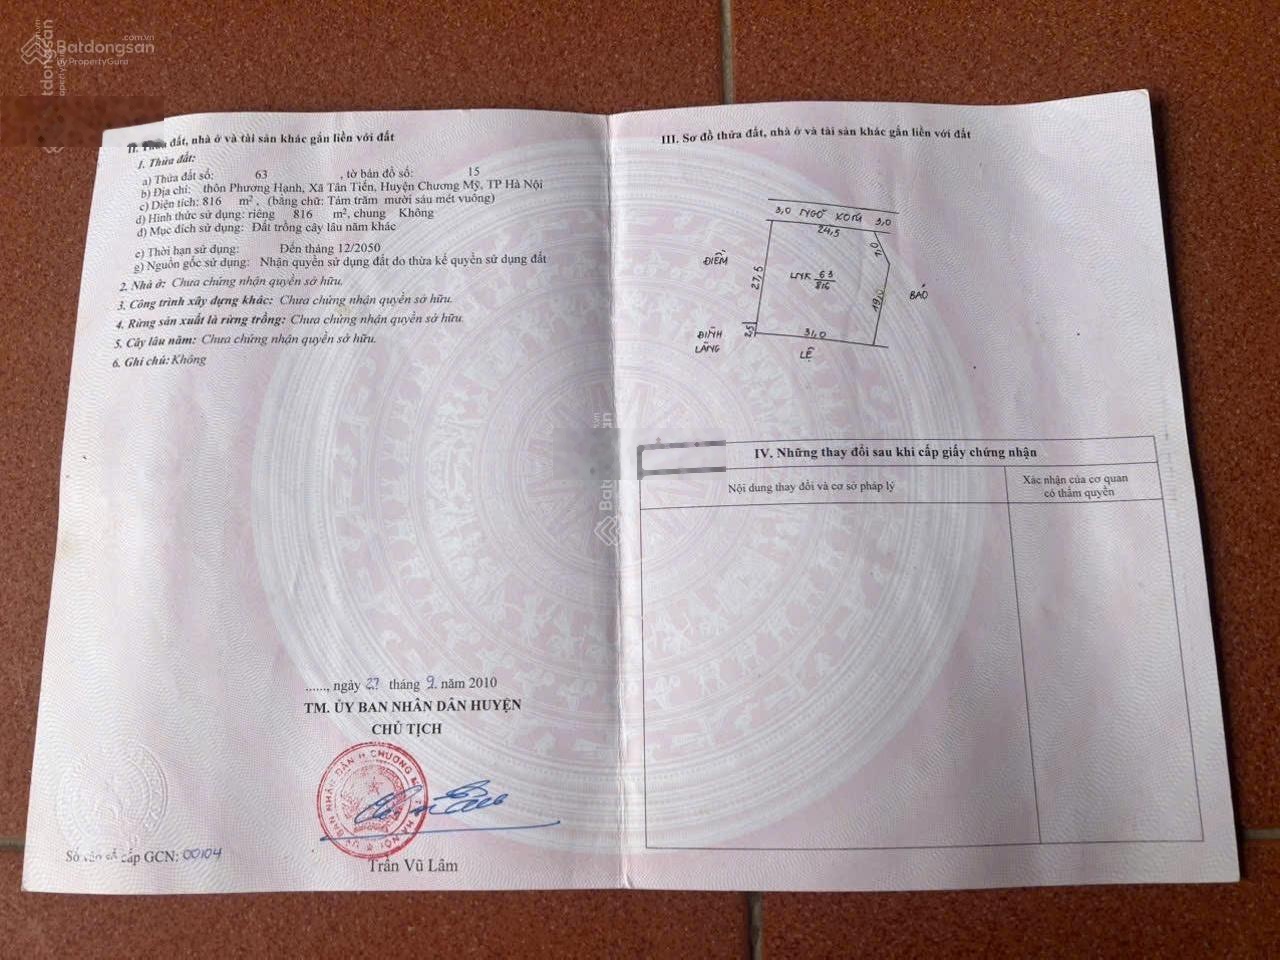 Batdongsan
.com.vn
by PropertyGuru
II. Thửa đất, nhà ở và tài sản khác gắn liền với đất
1. Thửa đất:
a) Thửa đất số: 63 , tờ bản đồ số: 15
b) Địa chỉ: thôn Phương Hạnh, Xã Tân Tiến, Huyện Chương Mỹ, TP Hà Nội
c) Diện tích: 816 m², (bằng chữ: Tám trăm mười sáu mét vuông)
d) Hình thức sử dụng: riêng 816 m², chung Không
đ) Mục đích sử dụng: Đất trồng cây lâu năm khác
e) Thời hạn sử dụng: Đến tháng 12/2050
g) Nguồn gốc sử dụng: Nhận quyền sử dụng đất do thừa kế quyền sử dụng đất
2. Nhà ở: Chưa chứng nhận quyền sở hữu.
3. Công trình xây dựng khác: Chưa chứng nhận quyền sở hữu.
4. Rừng sản xuất là rừng trồng: Chưa chứng nhận quyền sở hữu.
5. Cây lâu năm: Chưa chứng nhận quyền sở hữu.
6. Ghi chú: Không
......, ngày 27 tháng 9 năm 2010
TM. ỦY BAN NHÂN DÂN HUYỆN
CHỦ TỊCH
Trần Vũ Lâm
Số vào sổ cấp GCN: 00104
III. Sơ đồ thửa đất, nhà ở và tài sản khác gắn liền với đất
3,0 NGÕ XÓM 3,0
24,5
ĐIỀM
27,5
LNK 63
816
19,0
BẢO
2,5
ĐÌNH
LÀNG
31,0
LỆ
IV. Những thay đổi sau khi cấp giấy chứng nhận
Nội dung thay đổi và cơ sở pháp lý
Xác nhận của cơ quan
có thẩm quyền